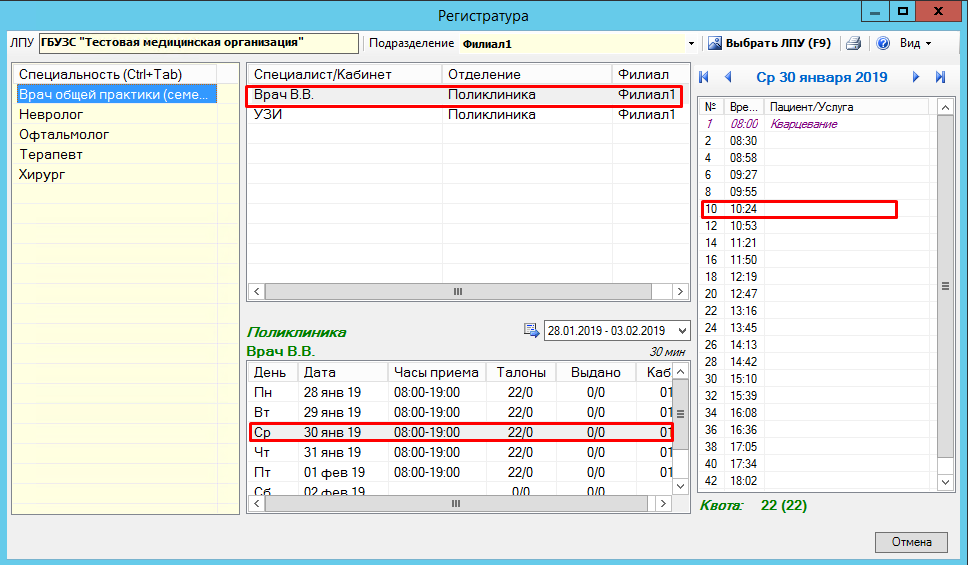 Регистратура
ЛПУ ГБУЗС "Тестовая медицинская организация" Подразделение Филиал1 Выбрать ЛПУ (F9) Вид
Специальность (Ctrl+Tab)
Врач общей практики (семе...
Невролог
Офтальмолог
Терапевт
Хирург
Специалист/Кабинет Отделение Филиал
Врач В.В. Поликлиника Филиал1
УЗИ Поликлиника Филиал1
Поликлиника 28.01.2019 - 03.02.2019
Врач В.В. 30 мин
День Дата Часы приема Талоны Выдано Каб
Пн 28 янв 19 08:00-19:00 22/0 0/0 01
Вт 29 янв 19 08:00-19:00 22/0 0/0 01
Ср 30 янв 19 08:00-19:00 22/0 0/0 01
Чт 31 янв 19 08:00-19:00 22/0 0/0 01
Пт 01 фев 19 08:00-19:00 22/0 0/0 01
Сб 02 фев 19 0/0 0/0
Ср 30 января 2019
№ Вре... Пациент/Услуга
1 08:00 Кварцевание
2 08:30
4 08:58
6 09:27
8 09:55
10 10:24
12 10:53
14 11:21
16 11:50
18 12:19
20 12:47
22 13:16
24 13:45
26 14:13
28 14:42
30 15:10
32 15:39
34 16:08
36 16:36
38 17:05
40 17:34
42 18:02
Квота: 22 (22)
Отмена